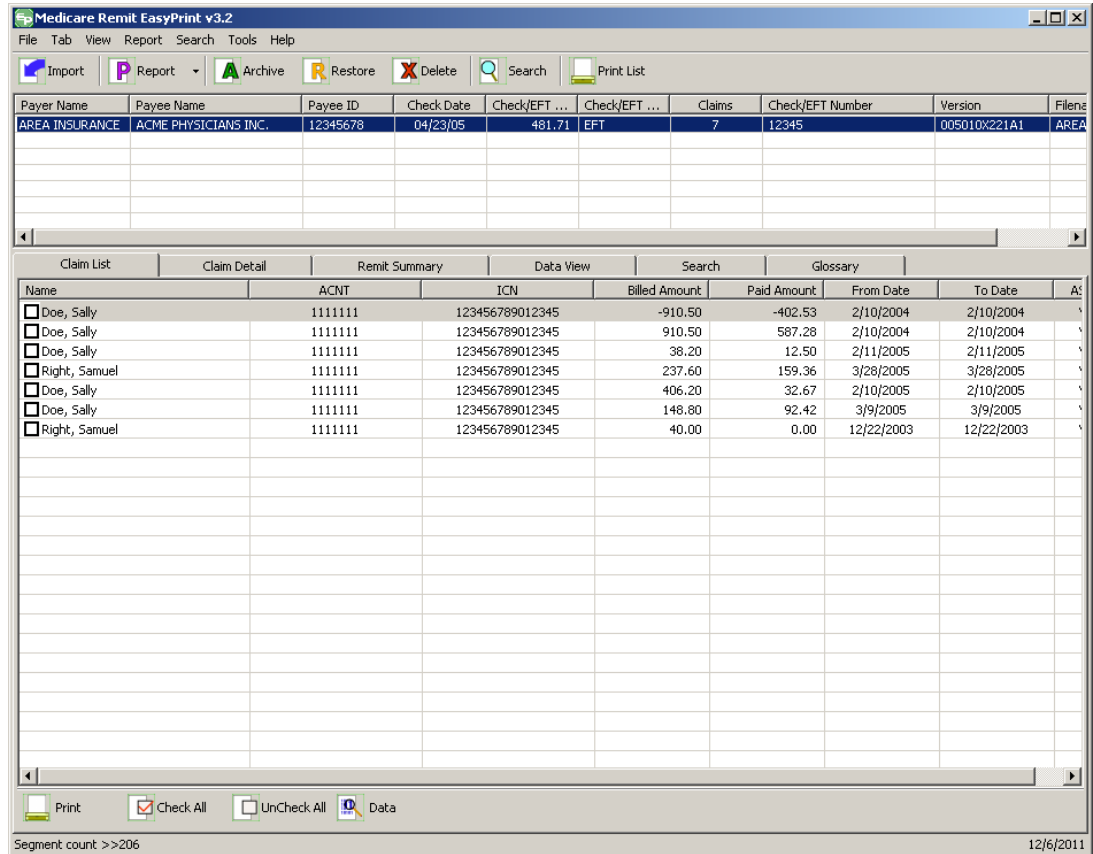 Medicare Remit EasyPrint v3.2
File Tab View Report Search Tools Help
Import Report Archive Restore Delete Search Print List
Payer Name Payee Name Payee ID Check Date Check/EFT ... Check/EFT ... Claims Check/EFT Number Version Filena
AREA INSURANCE ACME PHYSICIANS INC. 12345678 04/23/05 481.71 EFT 7 12345 005010X221A1 AREA
Claim List Claim Detail Remit Summary Data View Search Glossary
Name ACNT ICN Billed Amount Paid Amount From Date To Date AS
Doe, Sally 1111111 123456789012345 -910.50 -402.53 2/10/2004 2/10/2004
Doe, Sally 1111111 123456789012345 910.50 587.28 2/10/2004 2/10/2004
Doe, Sally 1111111 123456789012345 38.20 12.50 2/11/2005 2/11/2005
Right, Samuel 1111111 123456789012345 237.60 159.36 3/28/2005 3/28/2005
Doe, Sally 1111111 123456789012345 406.20 32.67 2/10/2005 2/10/2005
Doe, Sally 1111111 123456789012345 148.80 92.42 3/9/2005 3/9/2005
Right, Samuel 1111111 123456789012345 40.00 0.00 12/22/2003 12/22/2003
Print Check All UnCheck All Data
Segment count >>206 12/6/2011